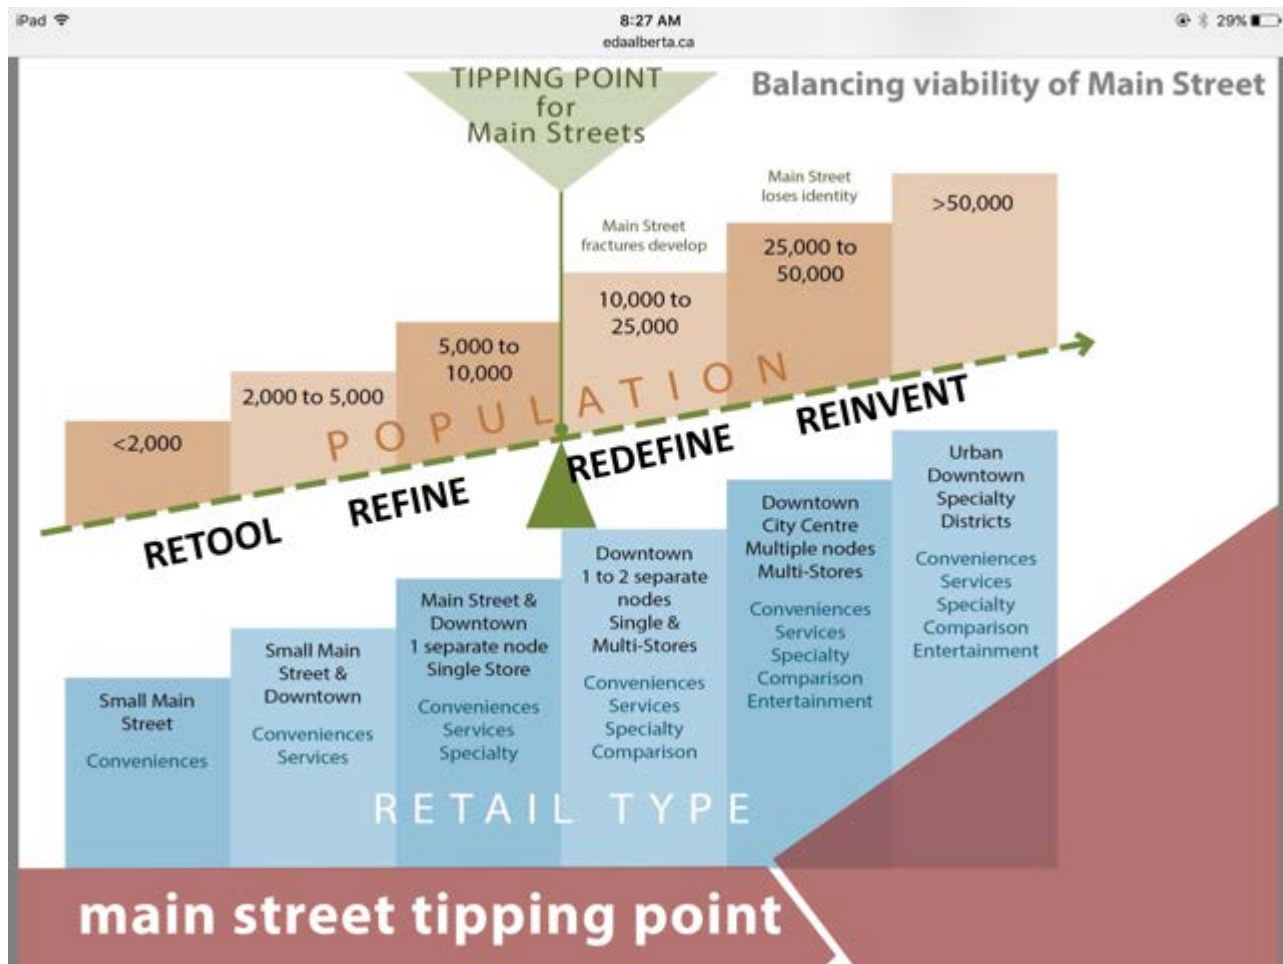 iPad
8:27 AM
29%
edaalberta.ca
TIPPING POINT
for
Main Streets
Balancing viability of Main Street
<2,000
2,000 to 5,000
5,000 to
10,000
Main Street
fractures develop
10,000 to
25,000
Main Street
loses identity
25,000 to
50,000
>50,000
POPULATION
RETOOL
REFINE
REDEFINE
REINVENT
Small Main
Street
Conveniences
Small Main
Street &
Downtown
Conveniences
Services
Main Street &
Downtown
1 separate node
Single Store
Conveniences
Services
Specialty
Downtown
1 to 2 separate
nodes
Single &
Multi-Stores
Conveniences
Services
Specialty
Comparison
Downtown
City Centre
Multiple nodes
Multi-Stores
Conveniences
Services
Specialty
Comparison
Entertainment
Urban
Downtown
Specialty
Districts
Conveniences
Services
Specialty
Comparison
Entertainment
RETAIL TYPE
main street tipping point